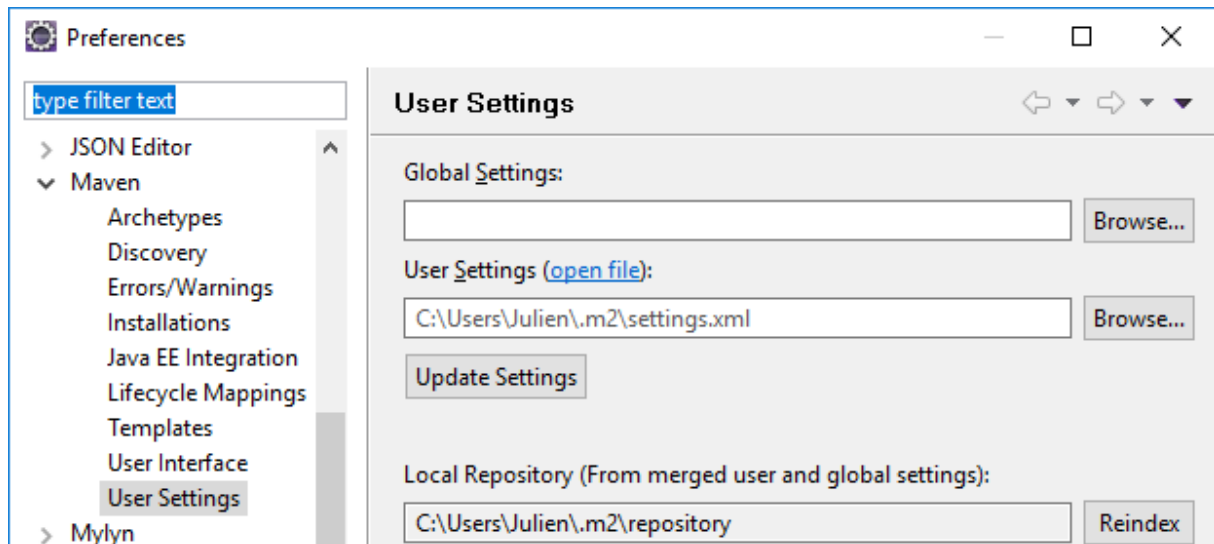 Preferences
type filter text
JSON Editor
Maven
Archetypes
Discovery
Errors/Warnings
Installations
Java EE Integration
Lifecycle Mappings
Templates
User Interface
User Settings
Mylyn
User Settings
Global Settings:
Browse...
User Settings (open file):
C:\Users\Julien\.m2\settings.xml
Browse...
Update Settings
Local Repository (From merged user and global settings):
C:\Users\Julien\.m2\repository
Reindex